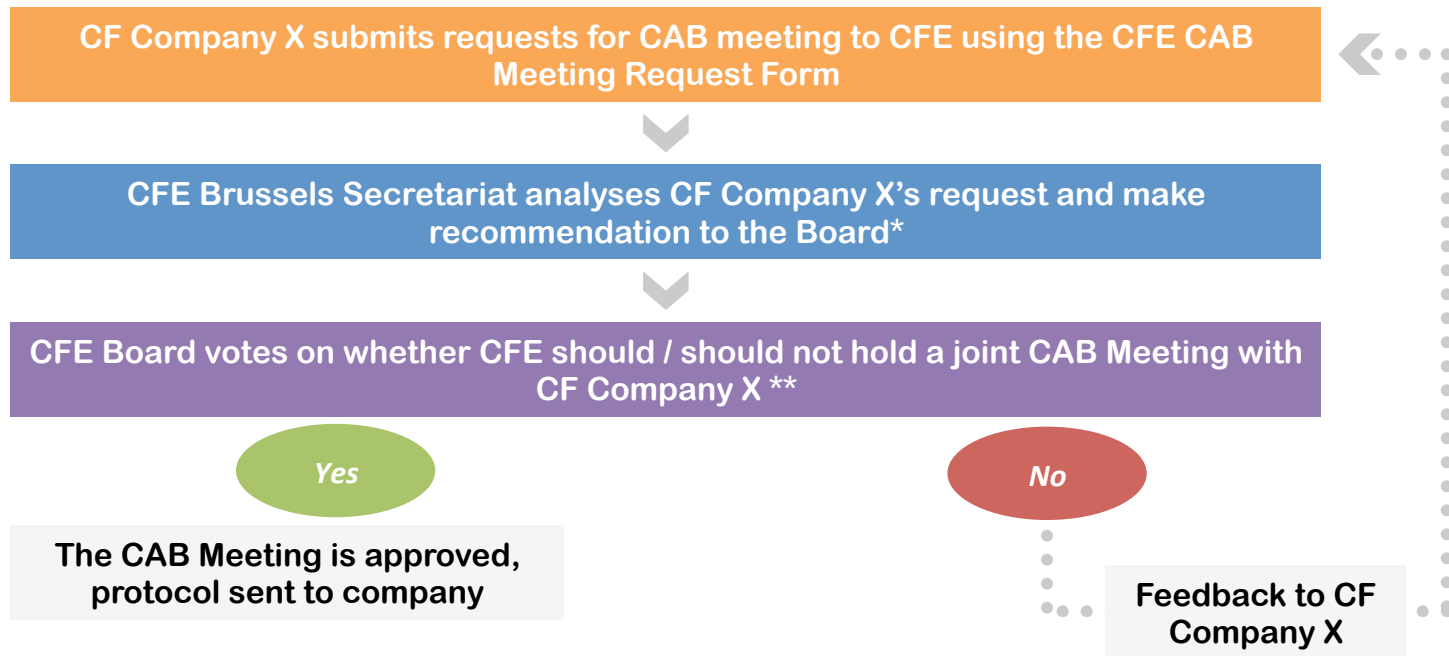 CF Company X submits requests for CAB meeting to CFE using the CFE CAB
Meeting Request Form
CFE Brussels Secretariat analyses CF Company X’s request and make
recommendation to the Board*
CFE Board votes on whether CFE should / should not hold a joint CAB Meeting with
CF Company X **
Yes
No
The CAB Meeting is approved,
protocol sent to company
Feedback to CF
Company X